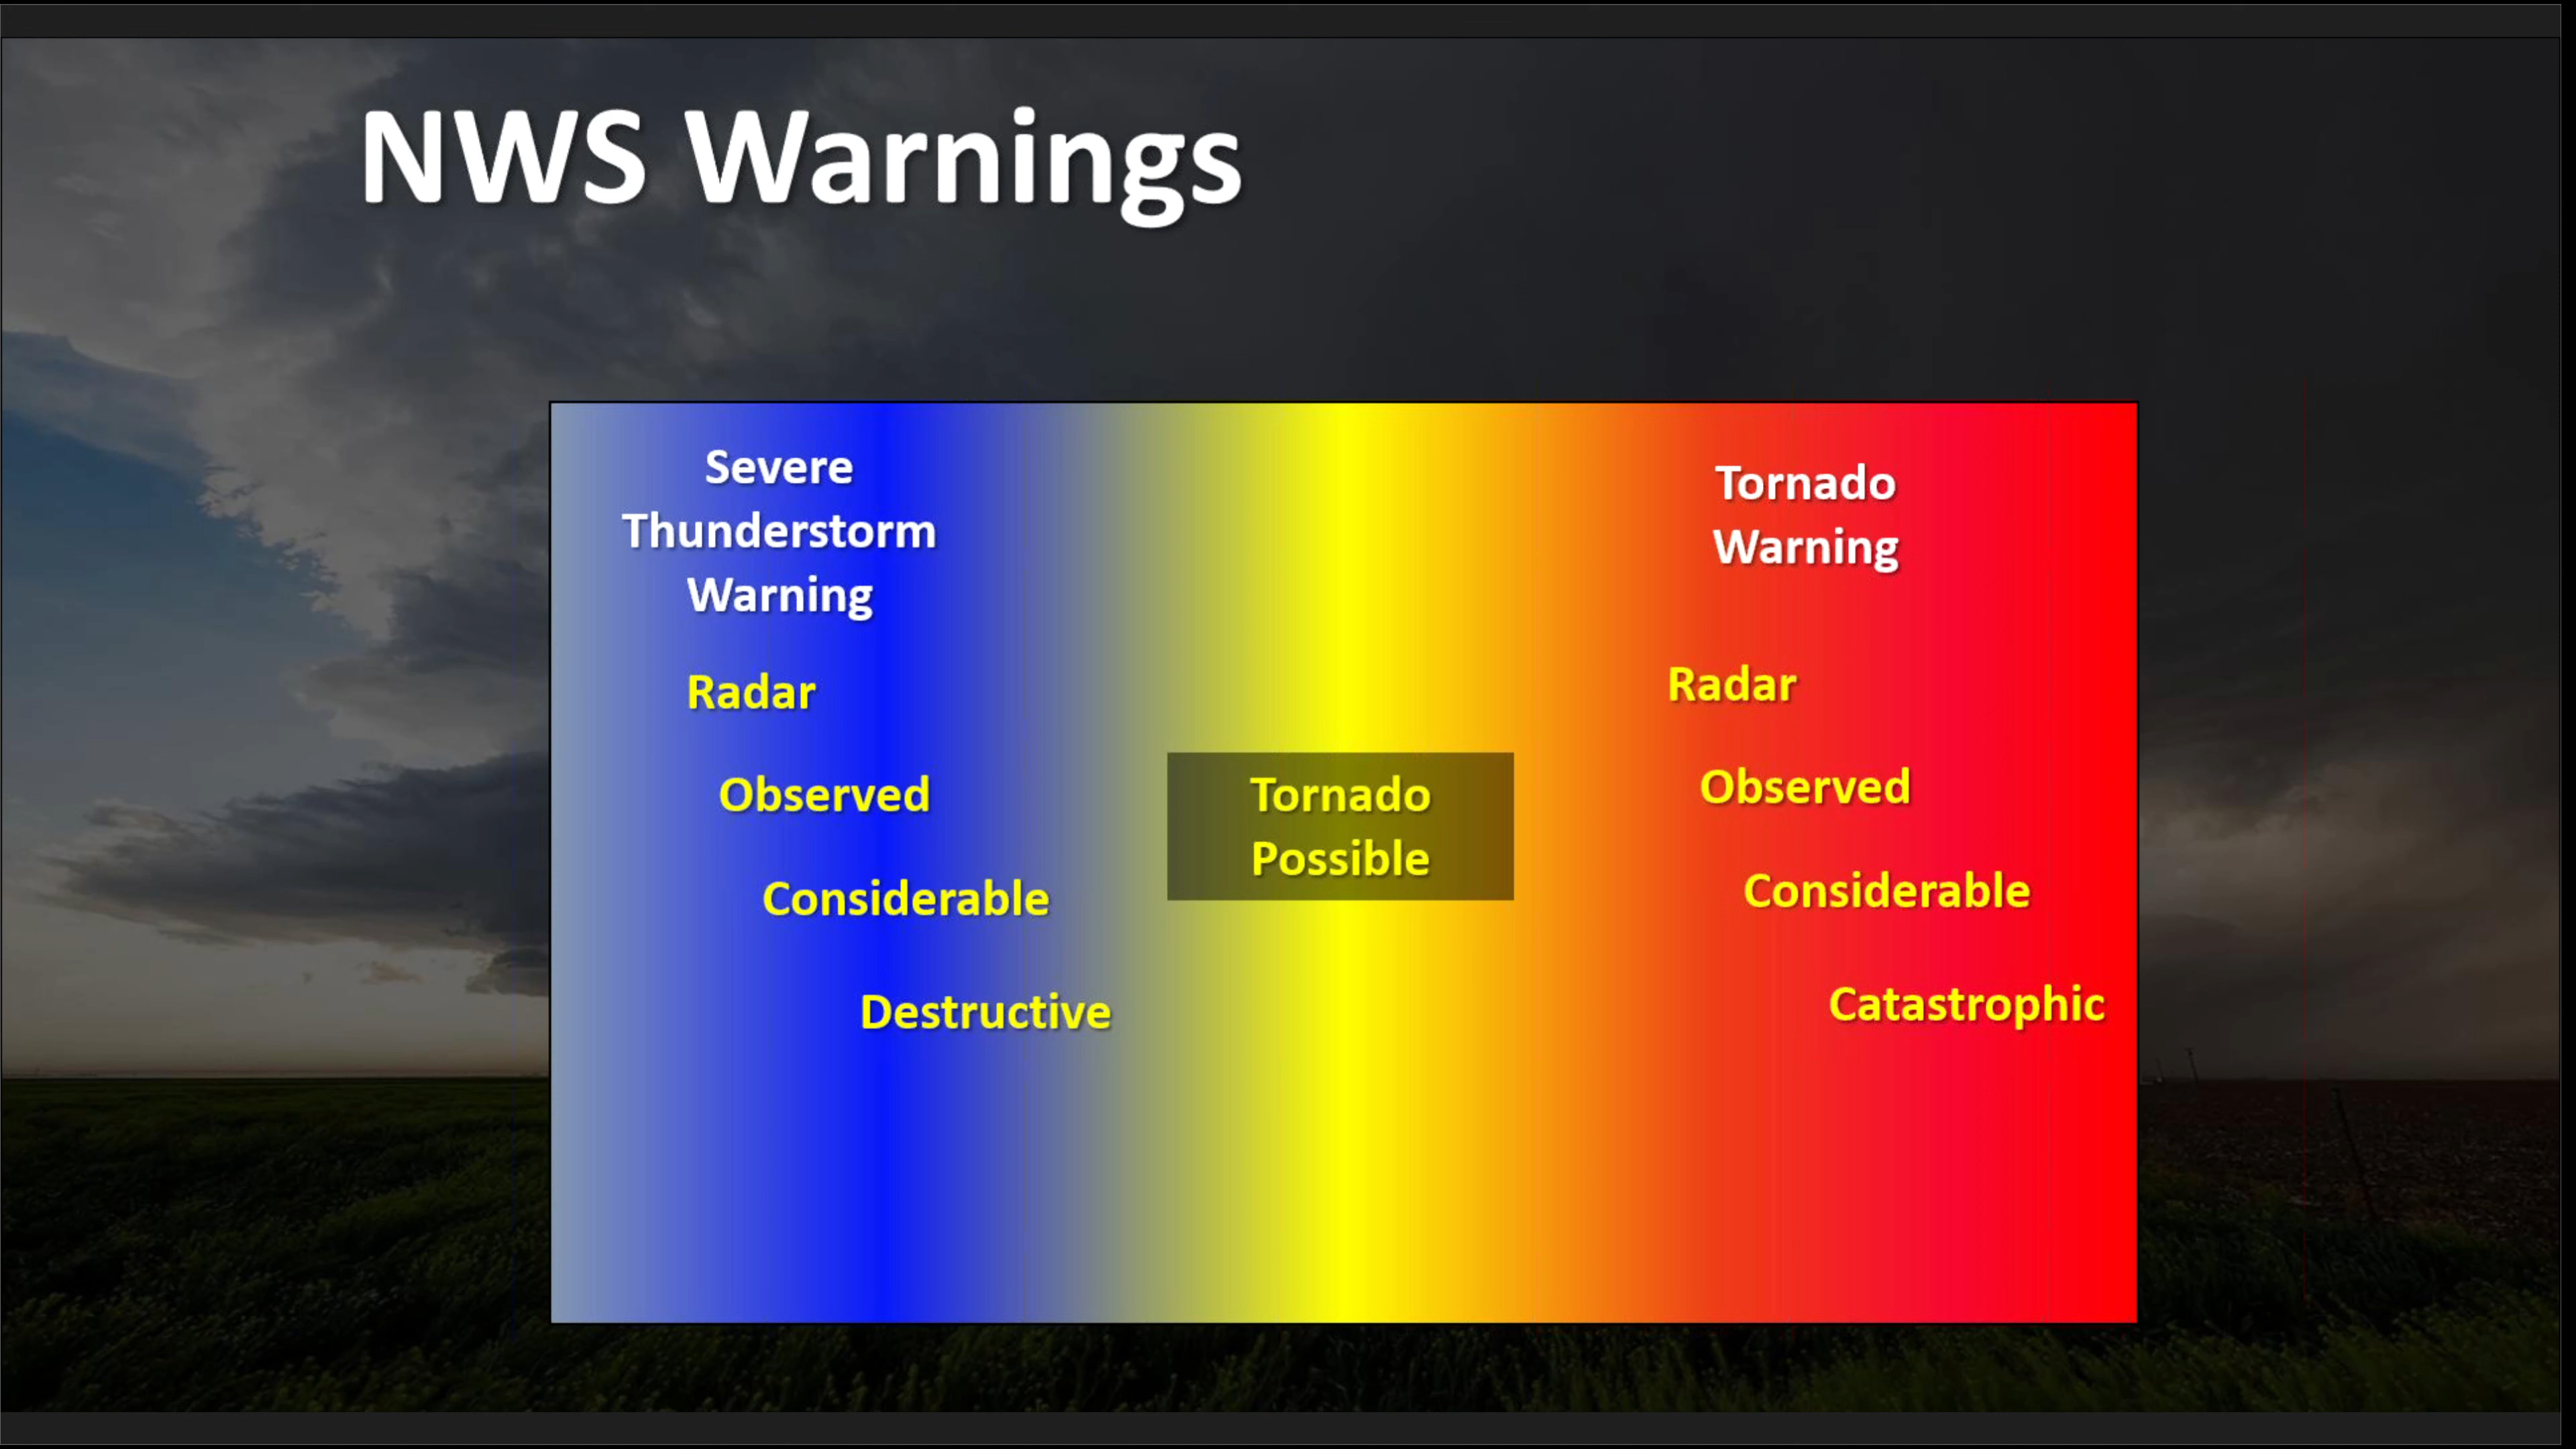 NWS Warnings
Severe
Thunderstorm
Warning
Radar
Observed
Considerable
Destructive
Tornado
Possible
Tornado
Warning
Radar
Observed
Considerable
Catastrophic